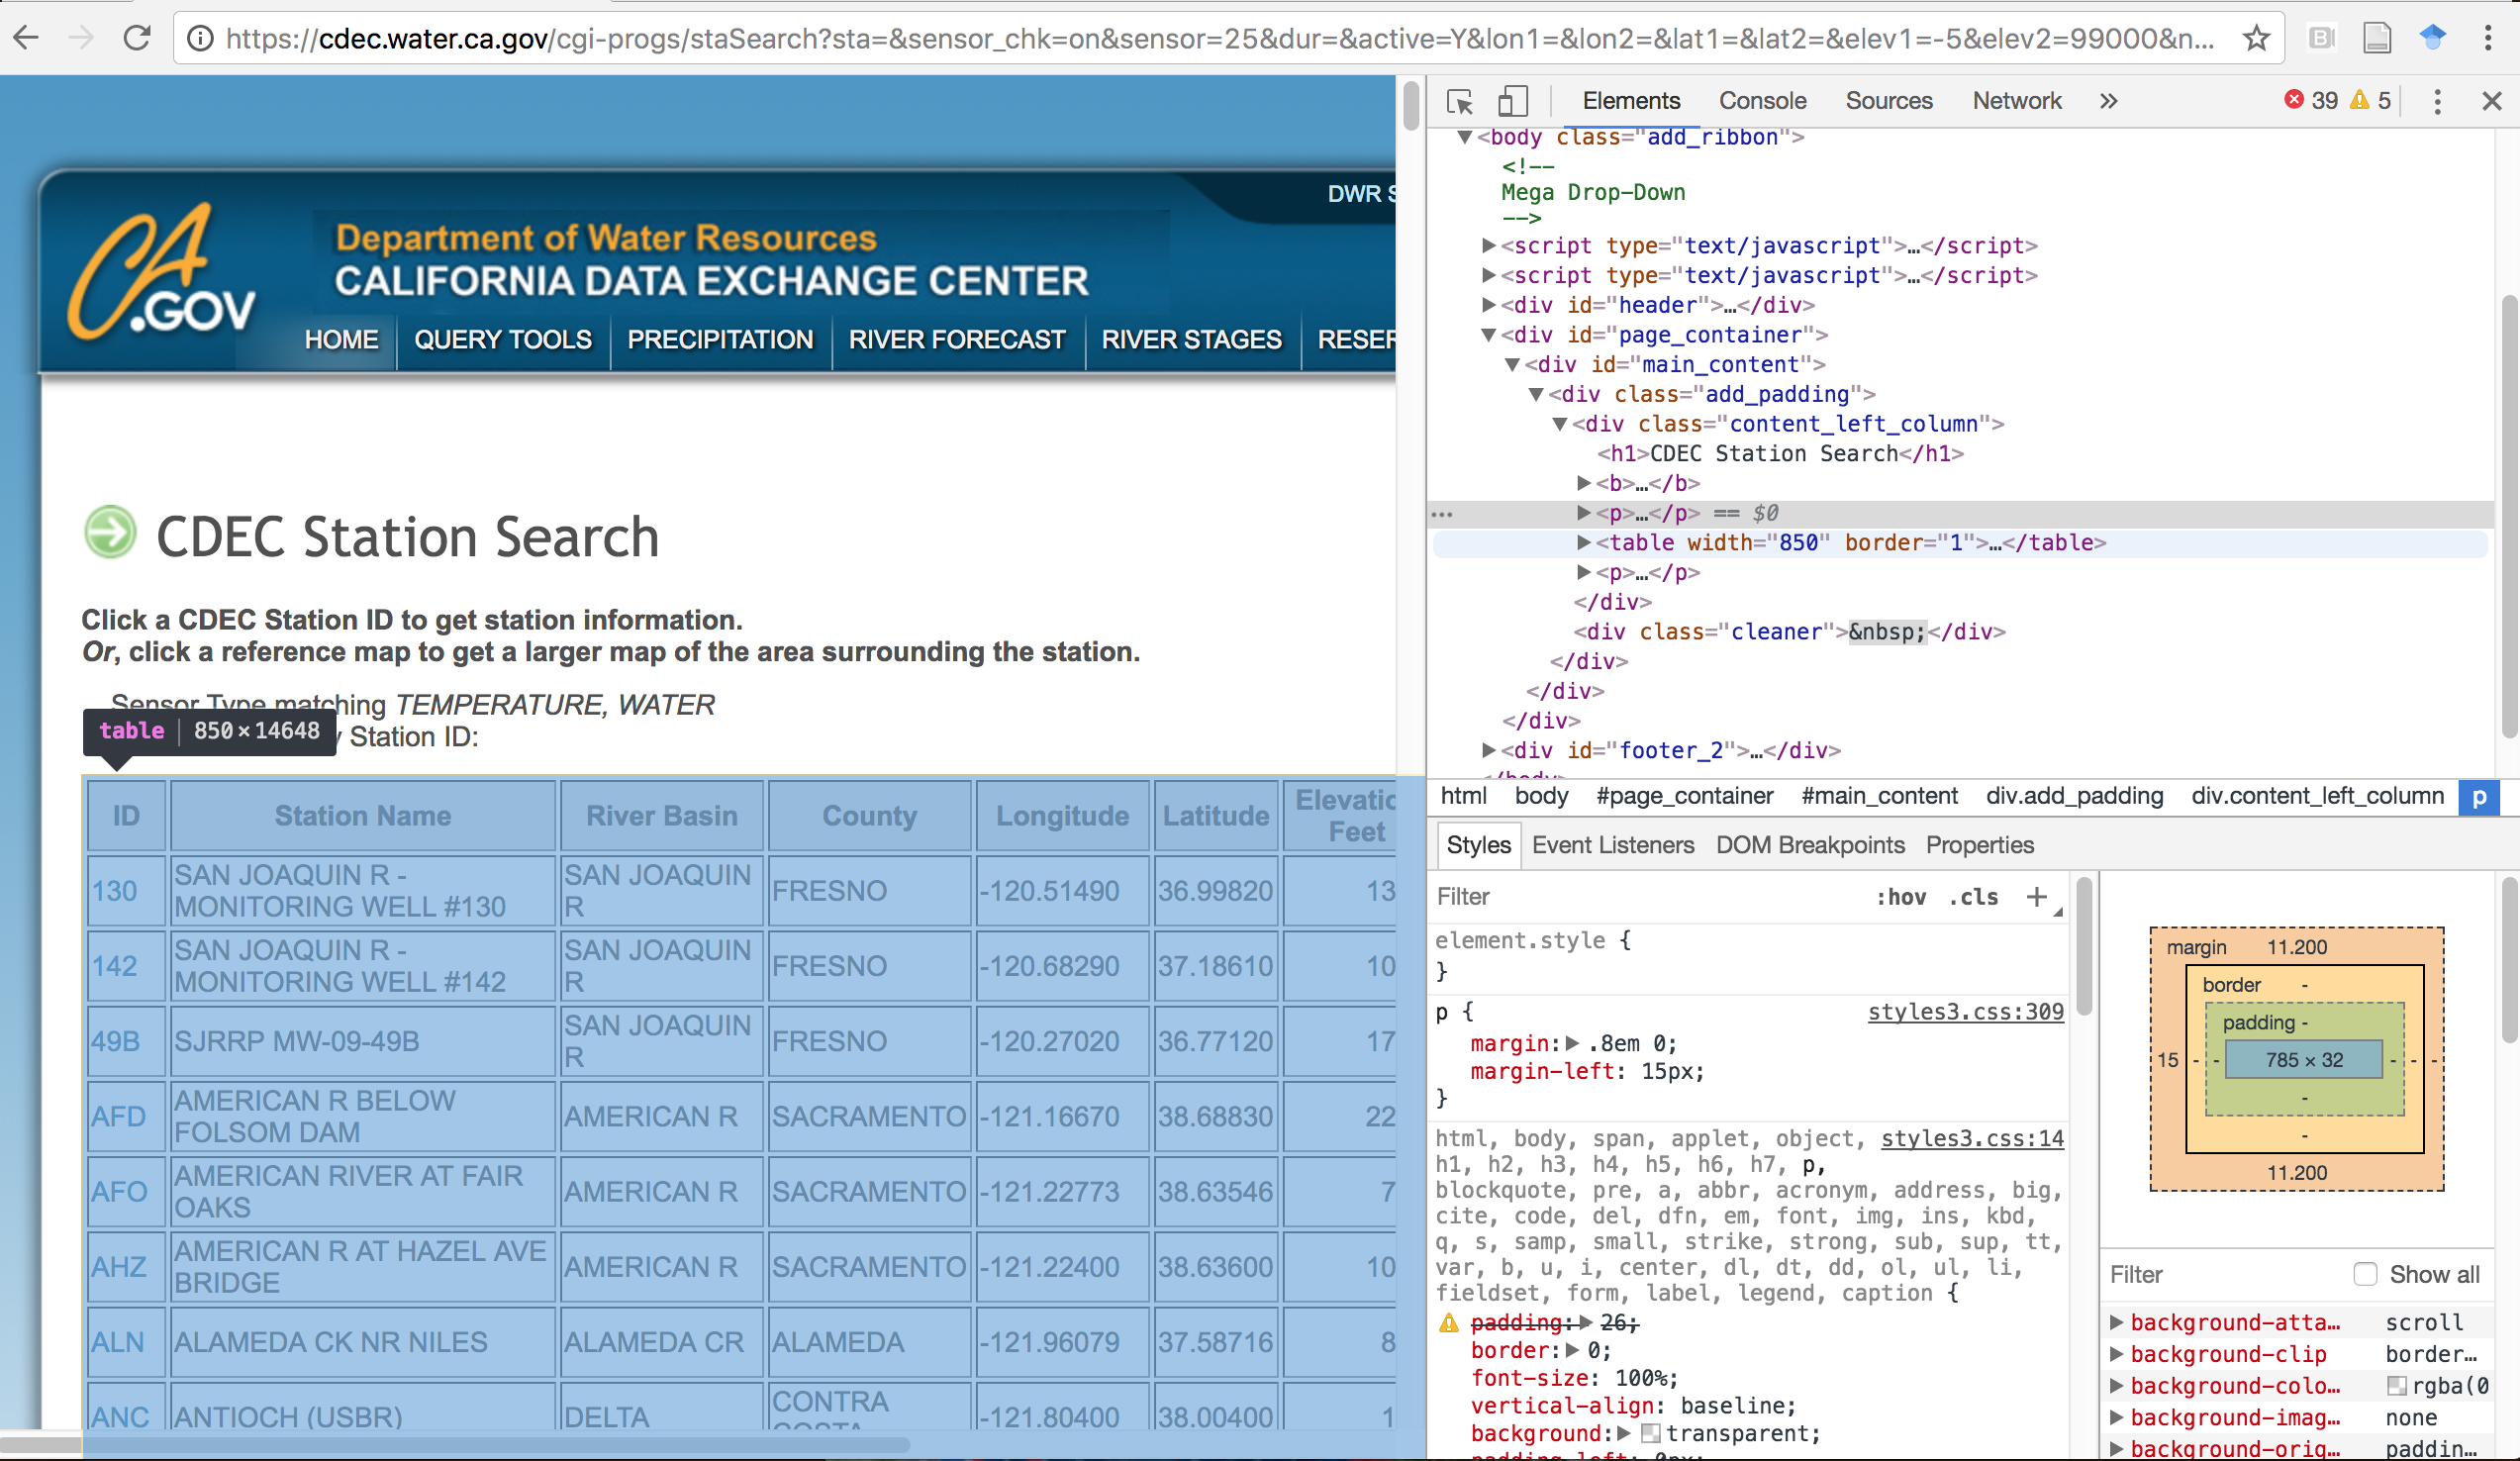 https://cdec.water.ca.gov/cgi-progs/staSearch?sta=&sensor_chk=on&sensor=25&dur=&active=Y&lon1=&lon2=&lat1=&lat2=&elev1=-5&elev2=99000&n...
DWR S
CA.GOV
Department of Water Resources
CALIFORNIA DATA EXCHANGE CENTER
HOME QUERY TOOLS PRECIPITATION RIVER FORECAST RIVER STAGES RESER
CDEC Station Search
Click a CDEC Station ID to get station information.
Or, click a reference map to get a larger map of the area surrounding the station.
Sensor Type matching TEMPERATURE, WATER
Station ID:
table 850×14648
ID Station Name River Basin County Longitude Latitude Elevatio
Feet
130 SAN JOAQUIN R - MONITORING WELL #130 SAN JOAQUIN R FRESNO -120.51490 36.99820 13
142 SAN JOAQUIN R - MONITORING WELL #142 SAN JOAQUIN R FRESNO -120.68290 37.18610 10
49B SJRRP MW-09-49B SAN JOAQUIN R FRESNO -120.27020 36.77120 17
AFD AMERICAN R BELOW FOLSOM DAM AMERICAN R SACRAMENTO -121.16670 38.68830 22
AFO AMERICAN RIVER AT FAIR OAKS AMERICAN R SACRAMENTO -121.22773 38.63546 7
AHZ AMERICAN R AT HAZEL AVE BRIDGE AMERICAN R SACRAMENTO -121.22400 38.63600 10
ALN ALAMEDA CK NR NILES ALAMEDA CR ALAMEDA -121.96079 37.58716 8
ANC ANTIOCH (USBR) DELTA CONTRA COSTA -121.80400 38.00400 1
Elements Console Sources Network » 39 5
<body class="add_ribbon">
<!--
Mega Drop-Down
-->
<script type="text/javascript">…</script>
<script type="text/javascript">…</script>
<div id="header">…</div>
<div id="page_container">
<div id="main_content">
<div class="add_padding">
<div class="content_left_column">
<h1>CDEC Station Search</h1>
<b>…</b>
... <p>…</p> == $0
<table width="850" border="1">…</table>
<p>…</p>
</div>
<div class="cleaner">&nbsp;</div>
</div>
</div>
</div>
<div id="footer_2">…</div>
</body>
html body #page_container #main_content div.add_padding div.content_left_column p
Styles Event Listeners DOM Breakpoints Properties
Filter :hov .cls +
element.style {
}
p { styles3.css:309
margin: .8em 0;
margin-left: 15px;
}
html, body, span, applet, object, styles3.css:14
h1, h2, h3, h4, h5, h6, h7, p,
blockquote, pre, a, abbr, acronym, address, big,
cite, code, del, dfn, em, font, img, ins, kbd,
q, s, samp, small, strike, strong, sub, sup, tt,
var, b, u, i, center, dl, dt, dd, ol, ul, li,
fieldset, form, label, legend, caption {
padding: 26;
border: 0;
font-size: 100%;
vertical-align: baseline;
background: transparent;
padding-left: 0px;
margin 11.200
border -
padding -
15 - - 785 × 32 - - -
-
-
11.200
Filter Show all
background-atta… scroll
background-clip border…
background-colo… rgba(0
background-imag… none
background-orig… paddin…